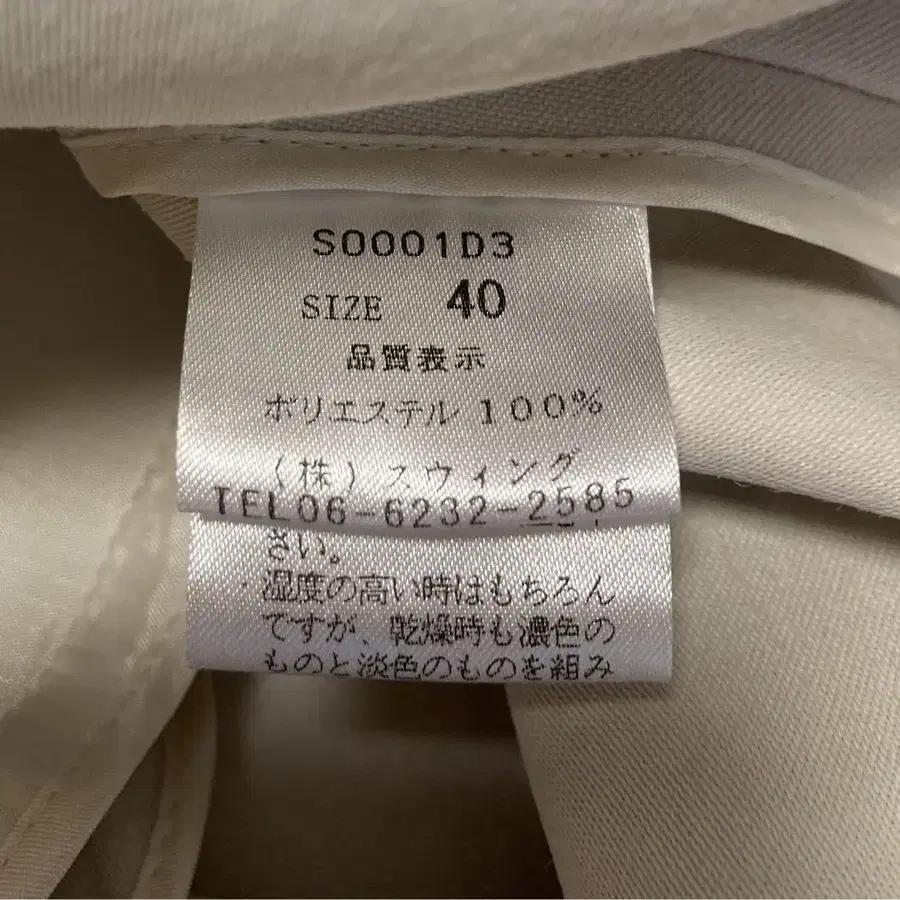 S0001D3
SIZE 40
品質表示
ポリエステル 100%
(株)スウィング
TEL06-6232-2585
さい。
湿度の高い時はもちろん
ですが、乾燥時も濃色の
ものと淡色のものを組み